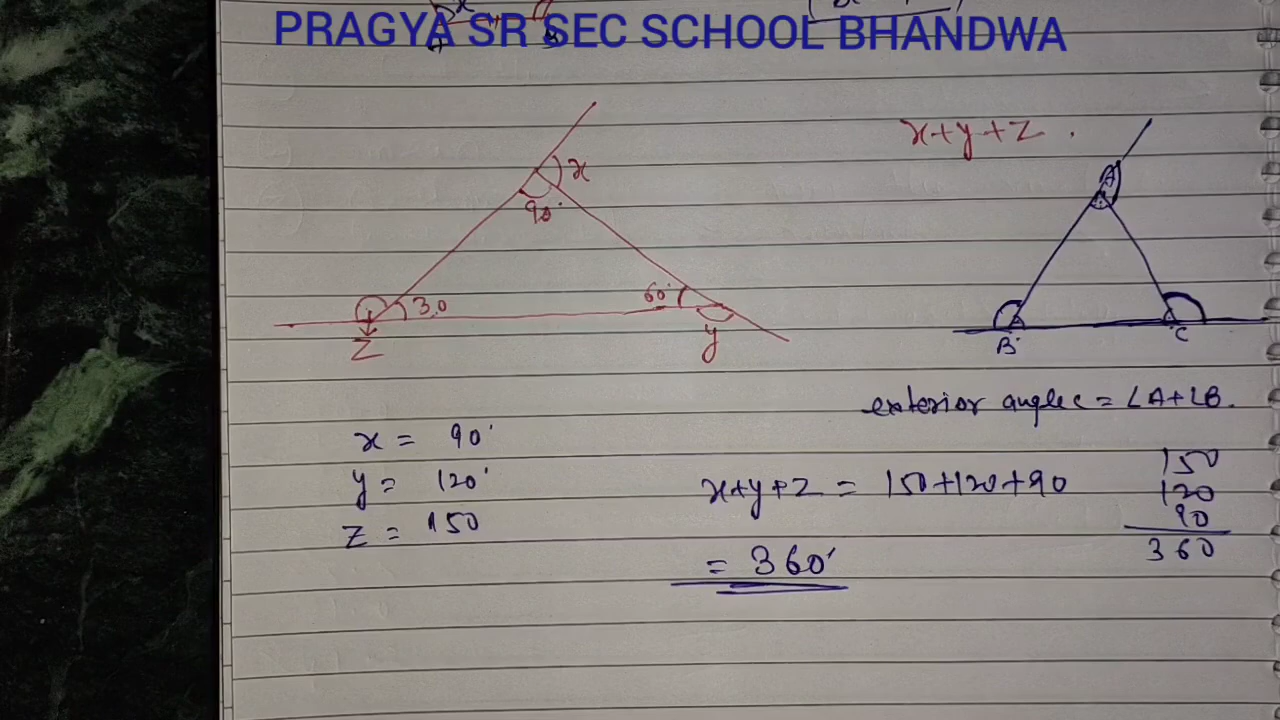 PRAGYA SR SEC SCHOOL BHANDWA
x+y+z .
x
90°
60°
30
z
y
A
B
C
exterior angle C = ∠A+∠B.
x = 90°
y = 120°
z = 150
x+y+z = 150+120+90
= 360°
150
120
90
360